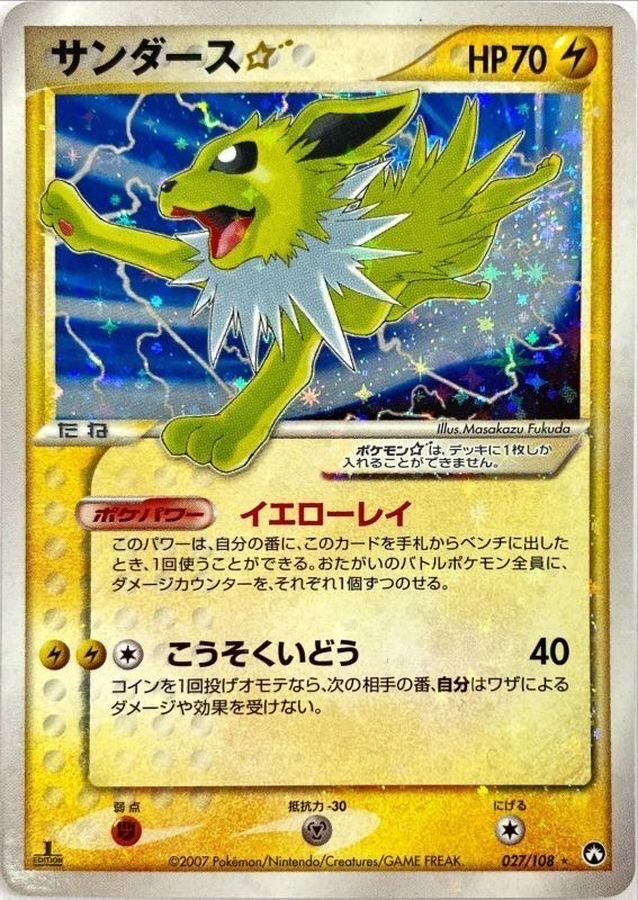 サンダース☆
HP70
たね
Illus.Masakazu Fukuda
ポケモン☆は、デッキに1枚しか
入れることができません。
ポケパワー イエローレイ
このパワーは、自分の番に、このカードを手札からベンチに出した
とき、1回使うことができる。おたがいのバトルポケモン全員に、
ダメージカウンターを、それぞれ1個ずつのせる。
こうそくいどう 40
コインを1回投げオモテなら、次の相手の番、自分はワザによる
ダメージや効果を受けない。
弱点 抵抗力 -30 にげる
1 EDITION
©2007 Pokémon/Nintendo/Creatures/GAME FREAK.
027/108 ★